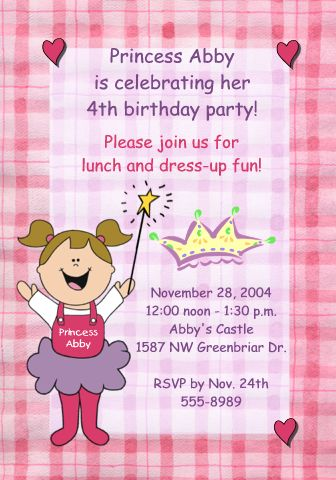 Princess Abby
is celebrating her
4th birthday party!
Please join us for
lunch and dress-up fun!
Princess
Abby
November 28, 2004
12:00 noon - 1:30 p.m.
Abby's Castle
1587 NW Greenbriar Dr.
RSVP by Nov. 24th
555-8989